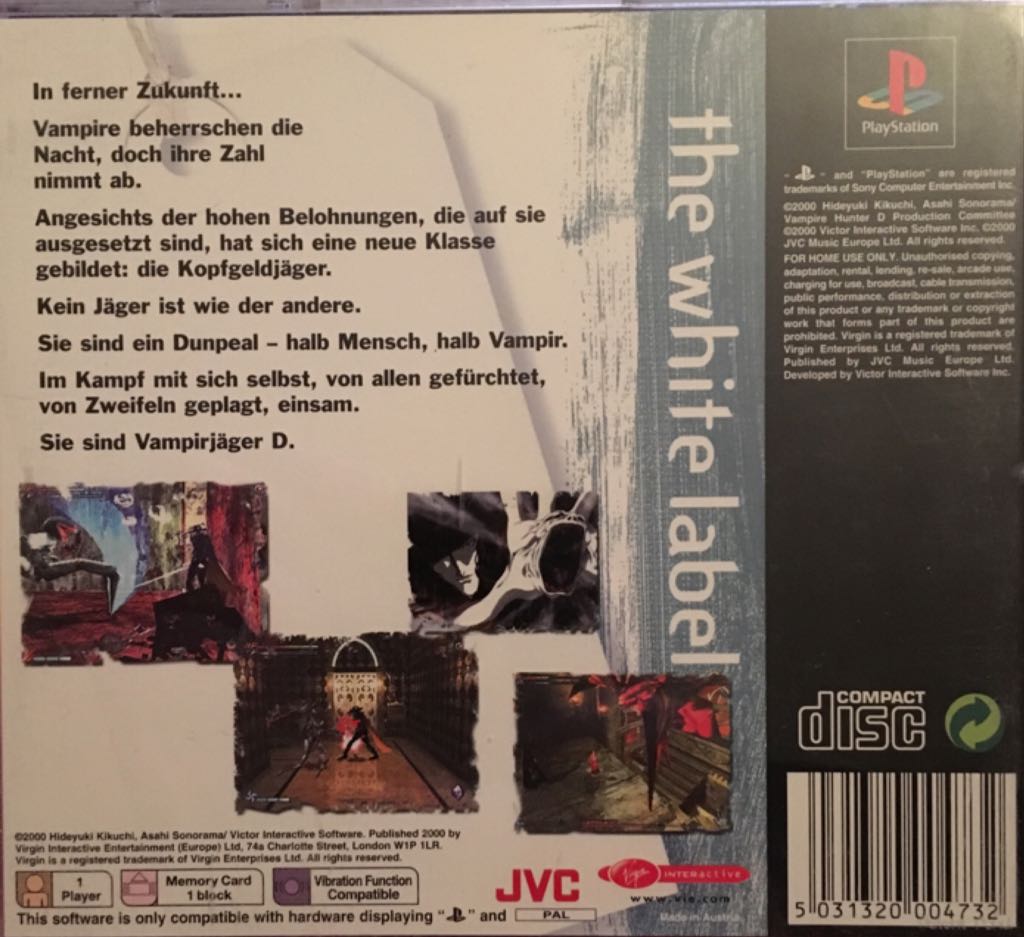 In ferner Zukunft...
Vampire beherrschen die
Nacht, doch ihre Zahl
nimmt ab.
Angesichts der hohen Belohnungen, die auf sie
ausgesetzt sind, hat sich eine neue Klasse
gebildet: die Kopfgeldjäger.
Kein Jäger ist wie der andere.
Sie sind ein Dunpeal – halb Mensch, halb Vampir.
Im Kampf mit sich selbst, von allen gefürchtet,
von Zweifeln geplagt, einsam.
Sie sind Vampirjäger D.
©2000 Hideyuki Kikuchi, Asahi Sonorama/ Victor Interactive Software. Published 2000 by
Virgin Interactive Entertainment (Europe) Ltd, 74a Charlotte Street, London W1P 1LR.
Virgin is a registered trademark of Virgin Enterprises Ltd. All rights reserved.
1
Player
Memory Card
1 block
Vibration Function
Compatible
This software is only compatible with hardware displaying " " and PAL
JVC
Virgin INTERACTIVE
www.vie.com
Made in Austria
the white label
PlayStation
- and "PlayStation" are registered
trademarks of Sony Computer Entertainment Inc.
©2000 Hideyuki Kikuchi, Asahi Sonorama/
Vampire Hunter D Production Committee
©2000 Victor Interactive Software Inc. ©2000
JVC Music Europe Ltd. All rights reserved.
FOR HOME USE ONLY. Unauthorised copying,
adaptation, rental, lending, re-sale, arcade use,
charging for use, broadcast, cable transmission,
public performance, distribution or extraction
of this product or any trademark or copyright
work that forms part of this product are
prohibited. Virgin is a registered trademark of
Virgin Enterprises Ltd. All rights reserved.
Published by JVC Music Europe Ltd.
Developed by Victor Interactive Software Inc.
COMPACT
disc
5 031320 004732